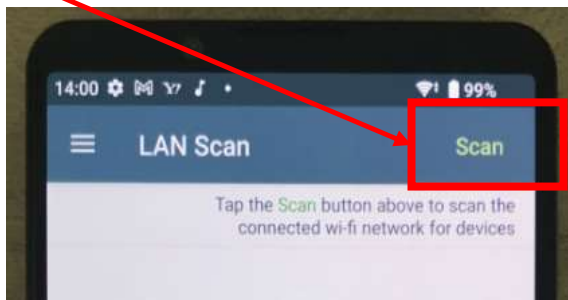 14:00 99%
LAN Scan Scan
Tap the Scan button above to scan the
connected wi-fi network for devices